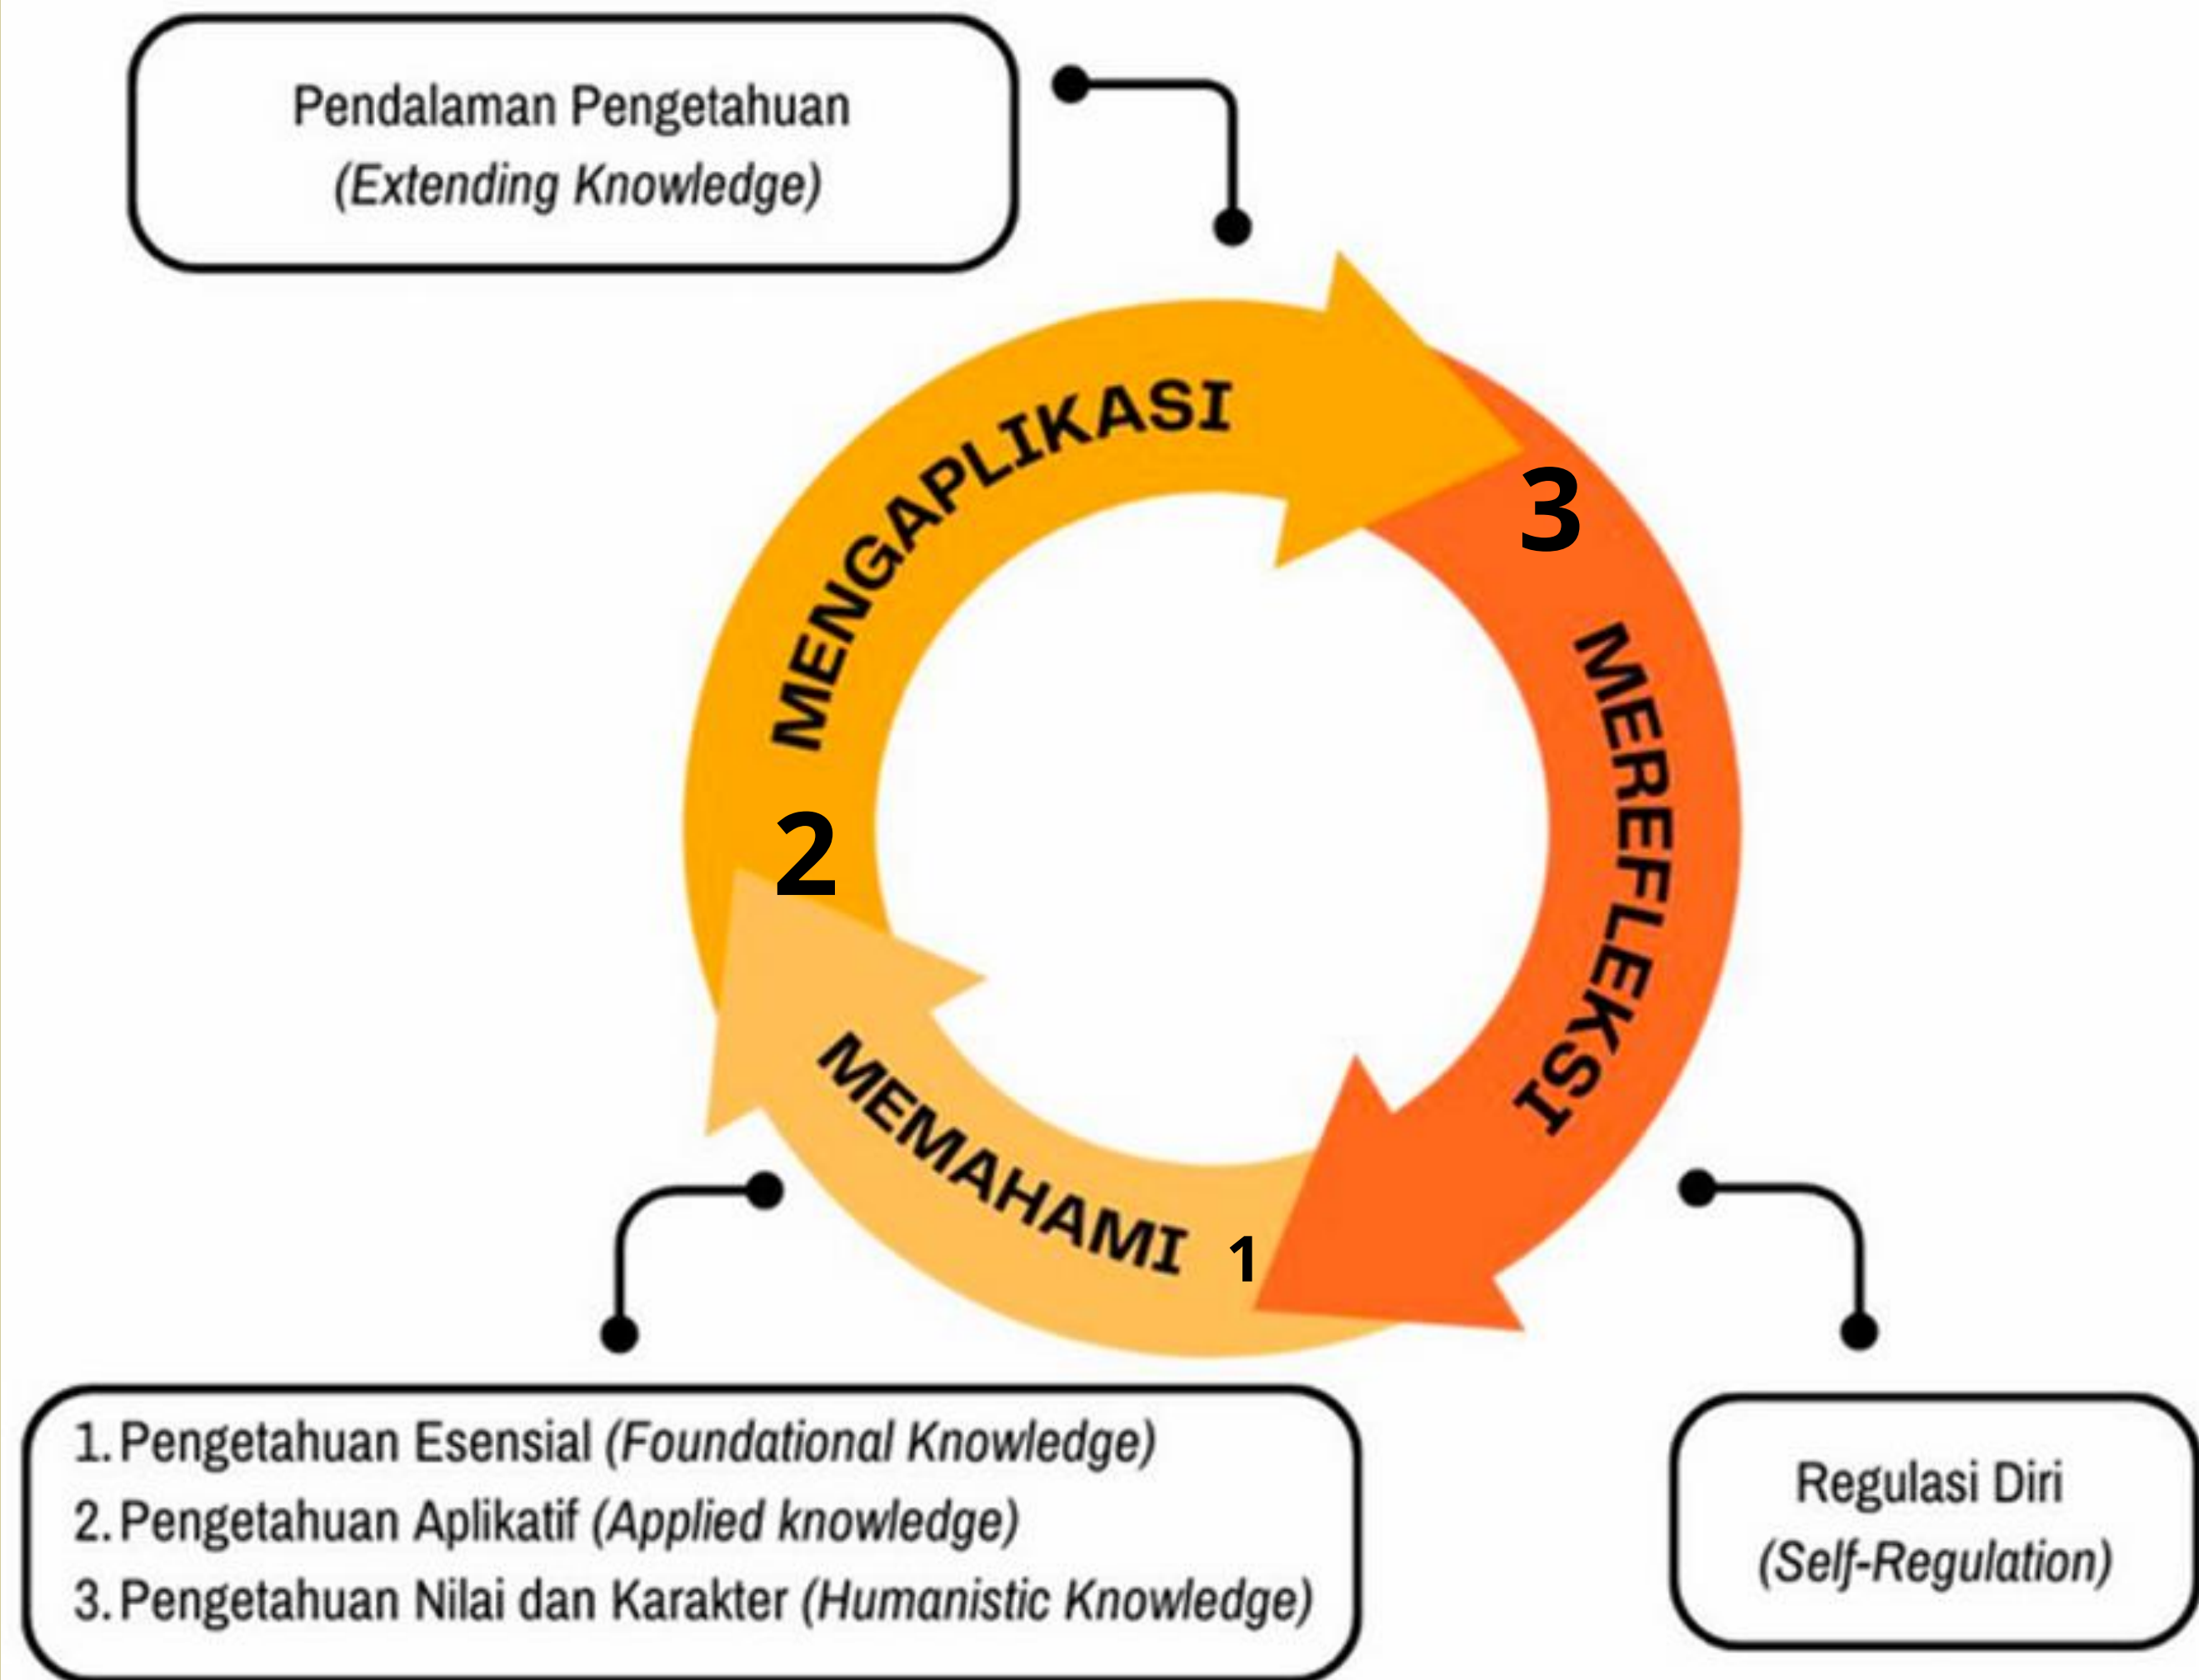 Pendalaman Pengetahuan
(Extending Knowledge)
MENGAPLIKASI
3
MEREFLEKSI
2
MEMAHAMI
1
1. Pengetahuan Esensial (Foundational Knowledge)
2. Pengetahuan Aplikatif (Applied knowledge)
3. Pengetahuan Nilai dan Karakter (Humanistic Knowledge)
Regulasi Diri
(Self-Regulation)